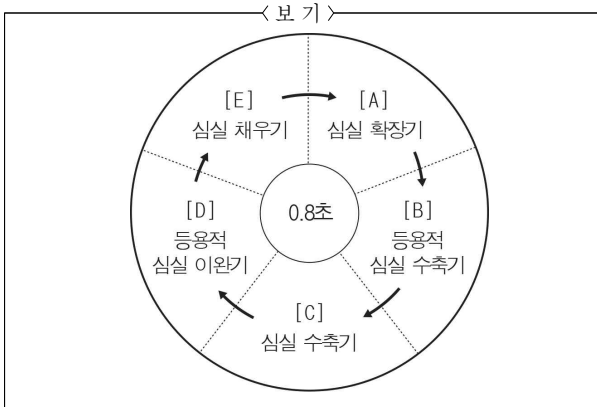 〈보 기〉
[E]
심실 채우기
[A]
심실 확장기
[D]
등용적
심실 이완기
0.8초
[B]
등용적
심실 수축기
[C]
심실 수축기